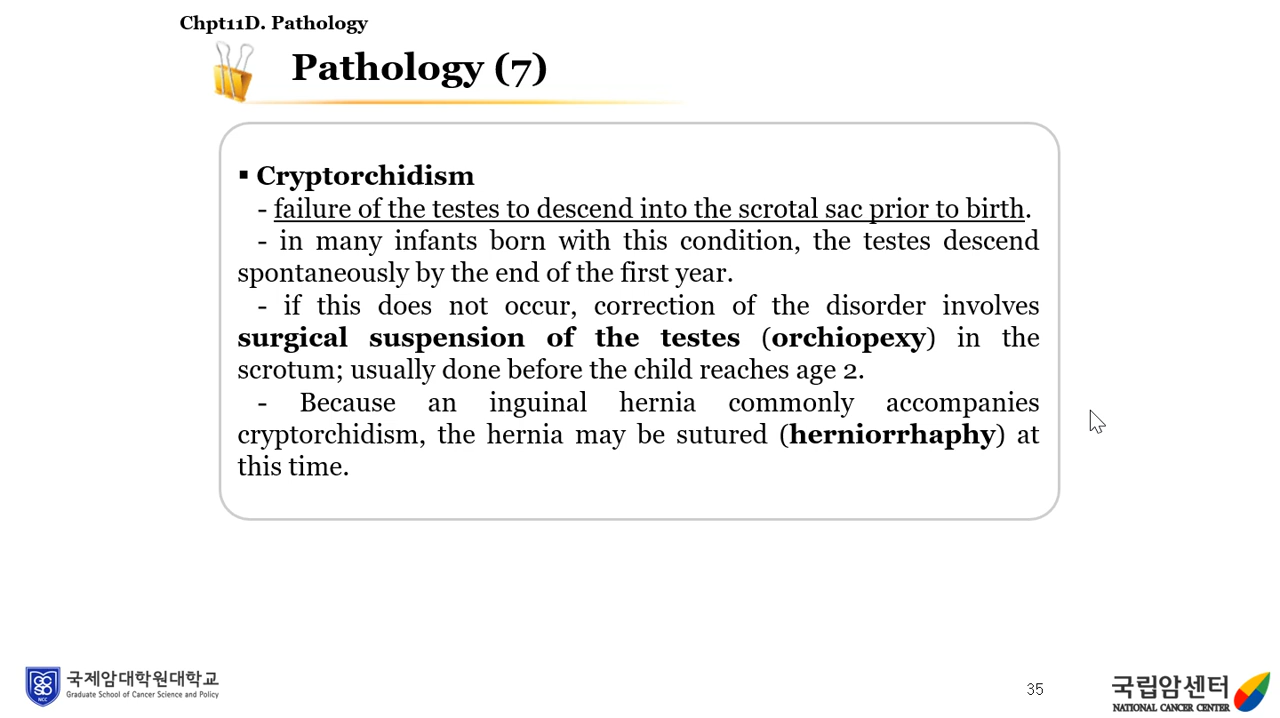 Chpt11D. Pathology
Pathology (7)
▪ Cryptorchidism
- failure of the testes to descend into the scrotal sac prior to birth.
- in many infants born with this condition, the testes descend
spontaneously by the end of the first year.
- if this does not occur, correction of the disorder involves
surgical suspension of the testes (orchiopexy) in the
scrotum; usually done before the child reaches age 2.
- Because an inguinal hernia commonly accompanies
cryptorchidism, the hernia may be sutured (herniorrhaphy) at
this time.
국제암대학원대학교
Graduate School of Cancer Science and Policy
NCC
35
국립암센터
NATIONAL CANCER CENTER